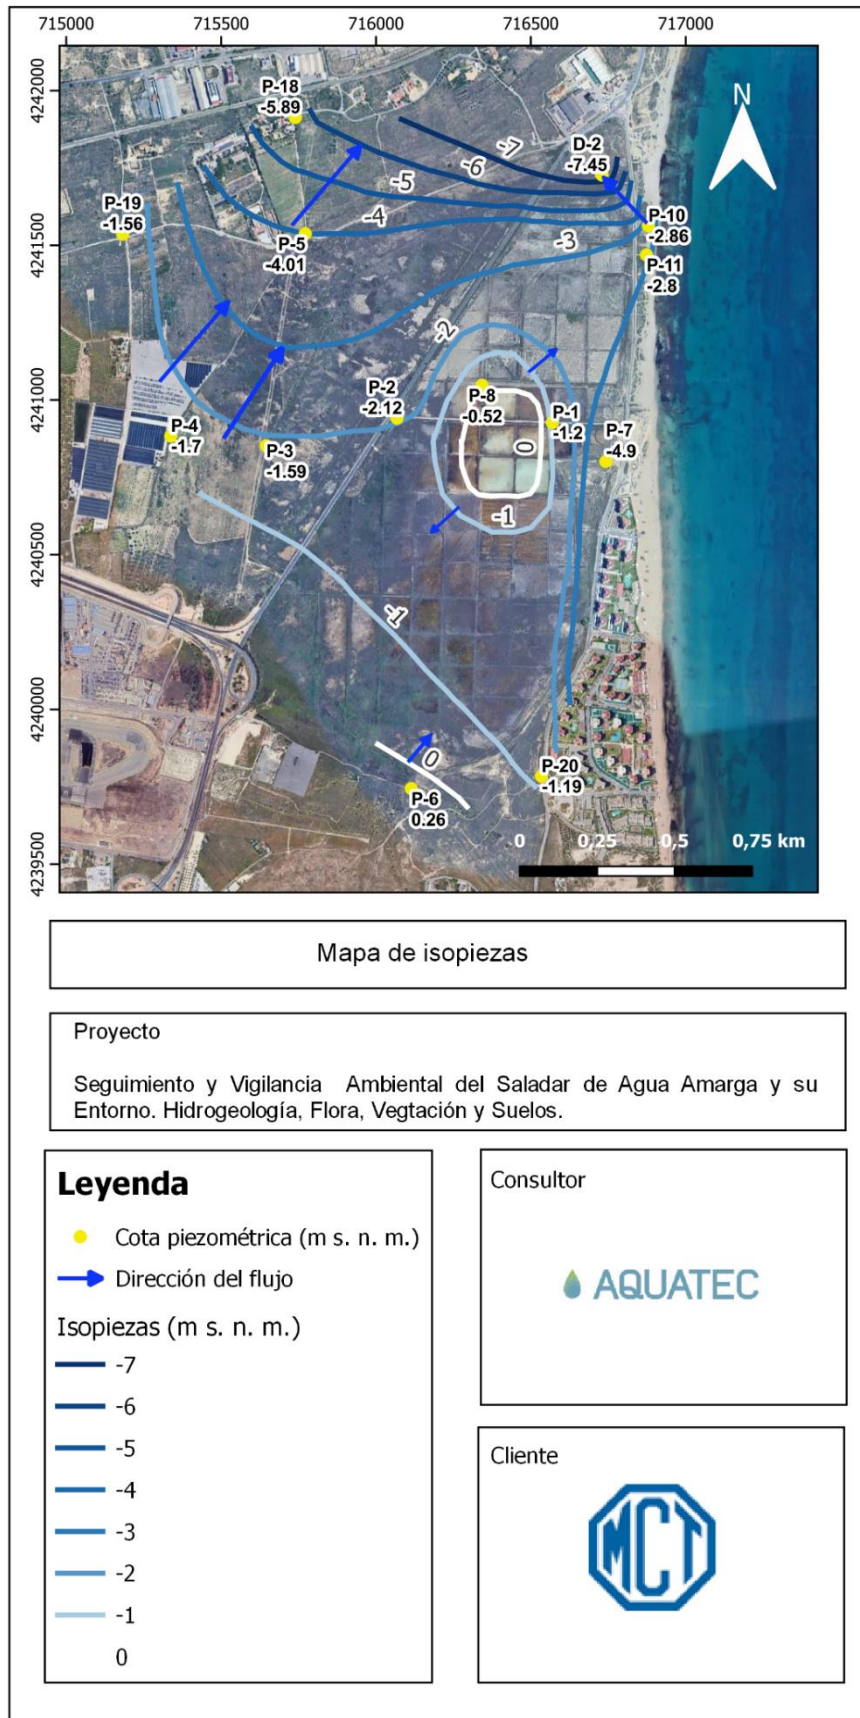 715000 715500 716000 716500 717000
4242000
4241500
4241000
4240500
4240000
4239500
N
P-18
-5.89
D-2
-7.45
-7
-6
-5
-4
-3
P-19
-1.56
P-10
-2.86
P-5
-4.01
P-11
-2.8
-2
P-2
-2.12
P-8
-0.52
P-1
-1.2
P-4
-1.7
P-3
-1.59
0
P-7
-4.9
-1
-1
0
P-6
0.26
P-20
-1.19
0 0,25 0,5 0,75 km
Mapa de isopiezas
Proyecto
Seguimiento y Vigilancia Ambiental del Saladar de Agua Amarga y su
Entorno. Hidrogeología, Flora, Vegtación y Suelos.
Leyenda
Cota piezométrica (m s. n. m.)
Dirección del flujo
Isopiezas (m s. n. m.)
-7
-6
-5
-4
-3
-2
-1
0
Consultor
AQUATEC
Cliente
MCT